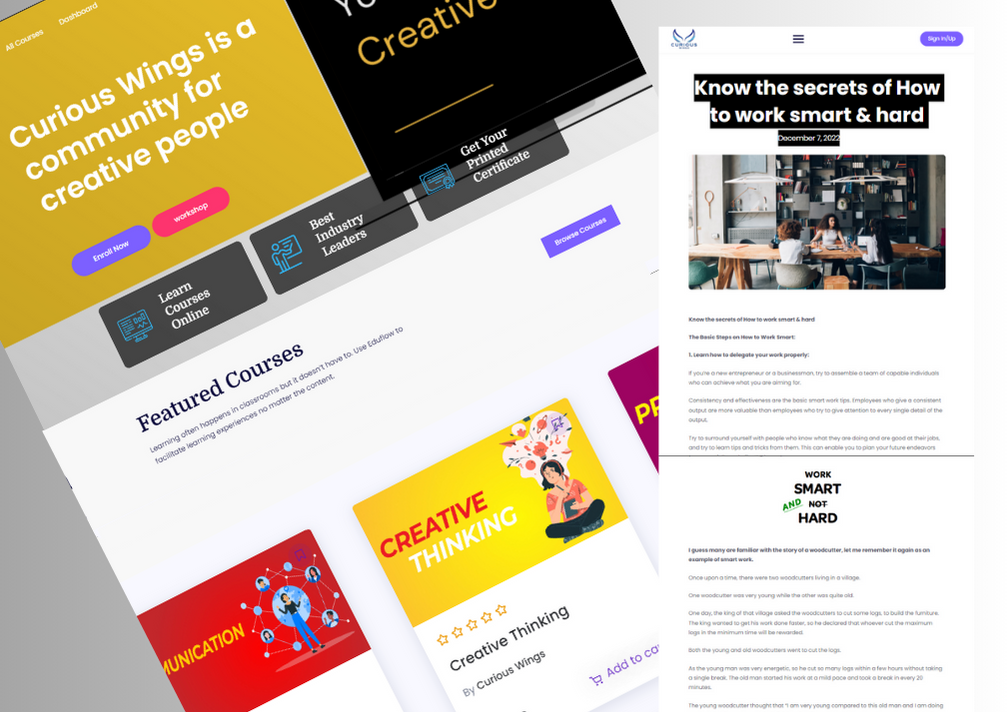 All Courses
Dashboard
Curious Wings is a
community for
creative people
Enroll Now
workshop
Creative
Learn
Courses
Online
Best
Industry
Leaders
Get Your
Printed
Certificate
Browse Courses
Featured Courses
Learning often happens in classrooms but it doesn't have to. Use Eduflow to
facilitate learning experiences no matter the content.
CREATIVE
THINKING
Creative Thinking
By Curious Wings
Add to
CURIOUS
Sign In/Up
Know the secrets of How
to work smart & hard
December 7, 2022
Know the secrets of How to work smart & hard
The Basic Steps on How to Work Smart:
1. Learn how to delegate your work properly:
If you're a new entrepreneur or a businessman, try to assemble a team of capable individuals
who can achieve what you are aiming for.
Consistency and effectiveness are the basic smart work tips. Employees who give a consistent
output are more valuable than employees who try to give attention to every single detail of the
output.
Try to surround yourself with people who know what they are doing and are good at their jobs,
and try to learn tips and tricks from them. This can enable you to plan your future endeavors
WORK
SMART
AND NOT
HARD
I guess many are familiar with the story of a woodcutter, let me remember it again as an
example of smart work.
Once upon a time, there were two woodcutters living in a village.
One woodcutter was very young while the other was quite old.
One day, the king of that village asked the woodcutters to cut some logs, to build the furniture.
The king wanted to get his work done faster, so he declared that whoever cut the maximum
logs in the minimum time will be rewarded.
Both the young and old woodcutters went to cut the logs.
As the young man was very energetic, so he cut so many logs within a few hours without taking
a single break. The old man started his work at a mild pace and took a break in every 20
minutes.
The young woodcutter thought that "I am very young compared to this old man and I am doing